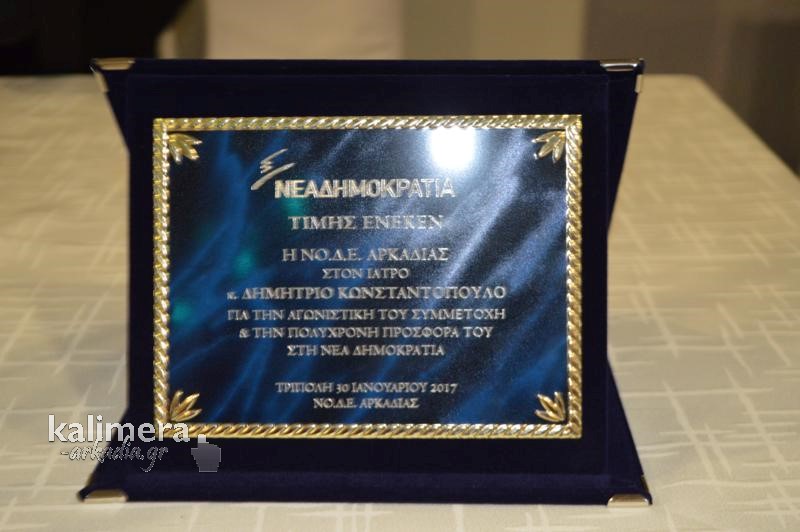 ΝΕΑΔΗΜΟΚΡΑΤΙΑ
ΤΙΜΗΣ ΕΝΕΚΕΝ
Η ΝΟ.Δ.Ε. ΑΡΚΑΔΙΑΣ
ΣΤΟΝ ΙΑΤΡΟ
κ. ΔΗΜΗΤΡΙΟ ΚΩΝΣΤΑΝΤΟΠΟΥΛΟ
ΓΙΑ ΤΗΝ ΑΓΩΝΙΣΤΙΚΗ ΤΟΥ ΣΥΜΜΕΤΟΧΗ
& ΤΗΝ ΠΟΛΥΧΡΟΝΗ ΠΡΟΣΦΟΡΑ ΤΟΥ
ΣΤΗ ΝΕΑ ΔΗΜΟΚΡΑΤΙΑ
ΤΡΙΠΟΛΗ 30 ΙΑΝΟΥΑΡΙΟΥ 2017
ΝΟ.Δ.Ε. ΑΡΚΑΔΙΑΣ
kalimera
-arkadia.gr